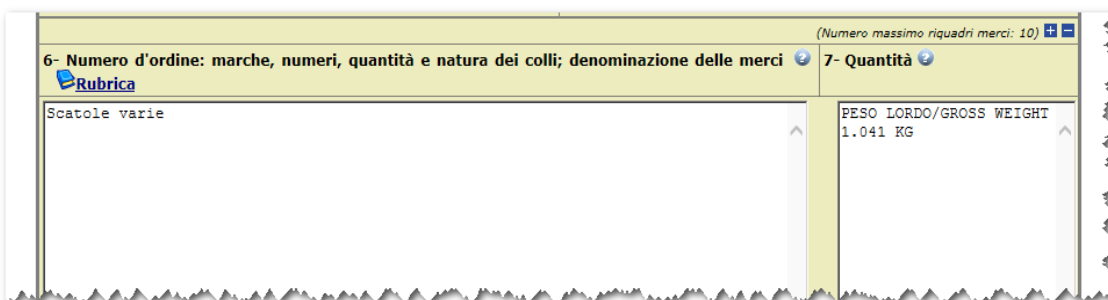 (Numero massimo riquadri merci: 10)
6- Numero d'ordine: marche, numeri, quantità e natura dei colli; denominazione delle merci
Rubrica
7- Quantità
Scatole varie
PESO LORDO/GROSS WEIGHT
1.041 KG